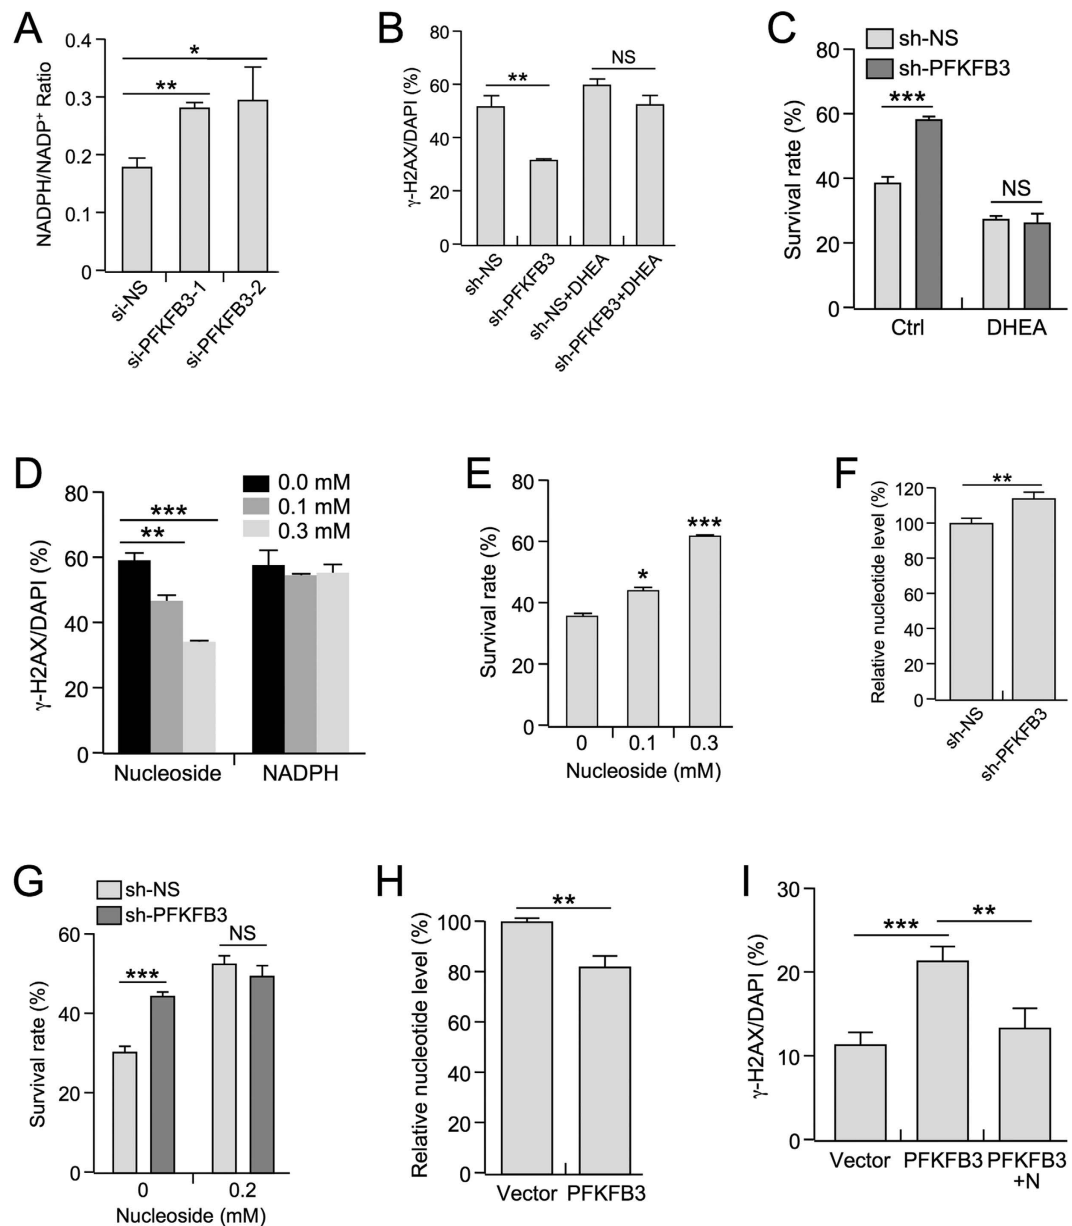 A
NADPH/NADP⁺ Ratio
0.4
0.3
0.2
0.1
0
*
**
si-NS
si-PFKFB3-1
si-PFKFB3-2
B
γ-H2AX/DAPI (%)
80
60
40
20
0
**
NS
sh-NS
sh-PFKFB3
sh-NS+DHEA
sh-PFKFB3+DHEA
C
sh-NS
sh-PFKFB3
Survival rate (%)
80
60
40
20
0
***
NS
Ctrl DHEA
D
0.0 mM
0.1 mM
0.3 mM
γ-H2AX/DAPI (%)
80
60
40
20
0
***
**
Nucleoside NADPH
E
Survival rate (%)
80
60
40
20
0
*
***
0 0.1 0.3
Nucleoside (mM)
F
Relative nucleotide level (%)
120
100
80
60
40
20
0
**
sh-NS
sh-PFKFB3
G
sh-NS
sh-PFKFB3
Survival rate (%)
60
40
20
0
***
NS
0 0.2
Nucleoside (mM)
H
Relative nucleotide level (%)
100
80
60
40
20
0
**
Vector PFKFB3
I
γ-H2AX/DAPI (%)
30
20
10
0
***
**
Vector PFKFB3 PFKFB3
+N